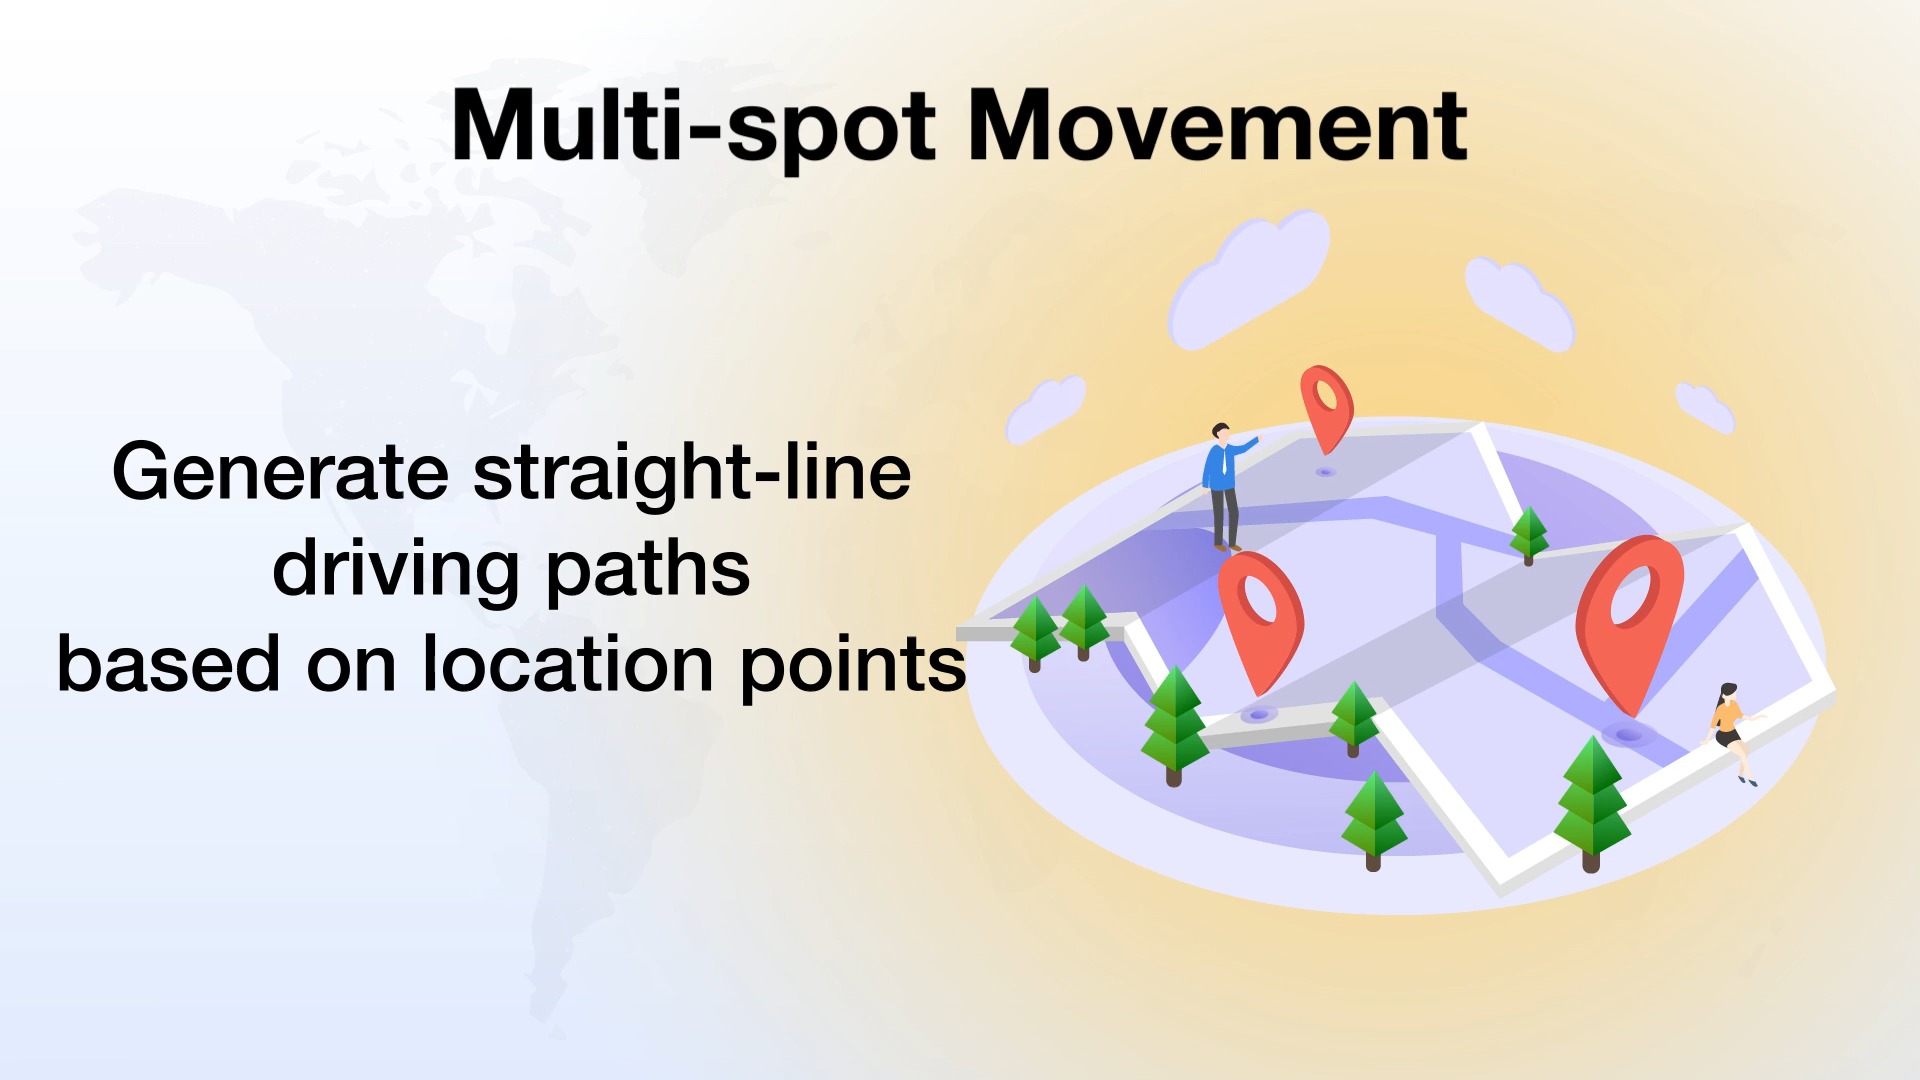 Multi-spot Movement
Generate straight-line
driving paths
based on location points